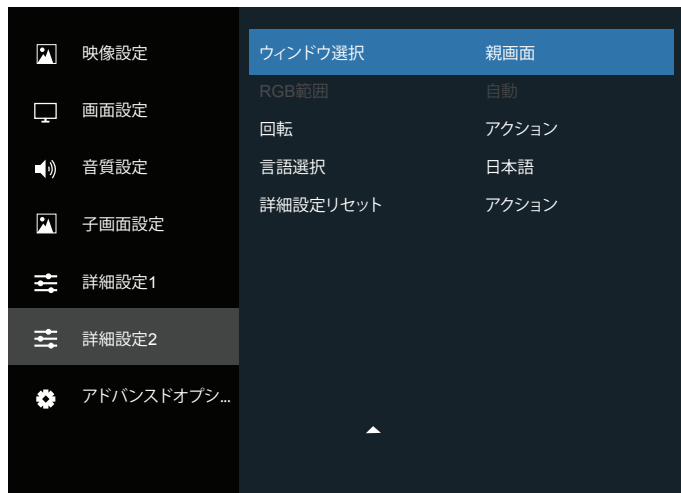 映像設定
画面設定
音質設定
子画面設定
詳細設定1
詳細設定2
アドバンスドオプシ...
ウィンドウ選択 親画面
RGB範囲 自動
回転 アクション
言語選択 日本語
詳細設定リセット アクション